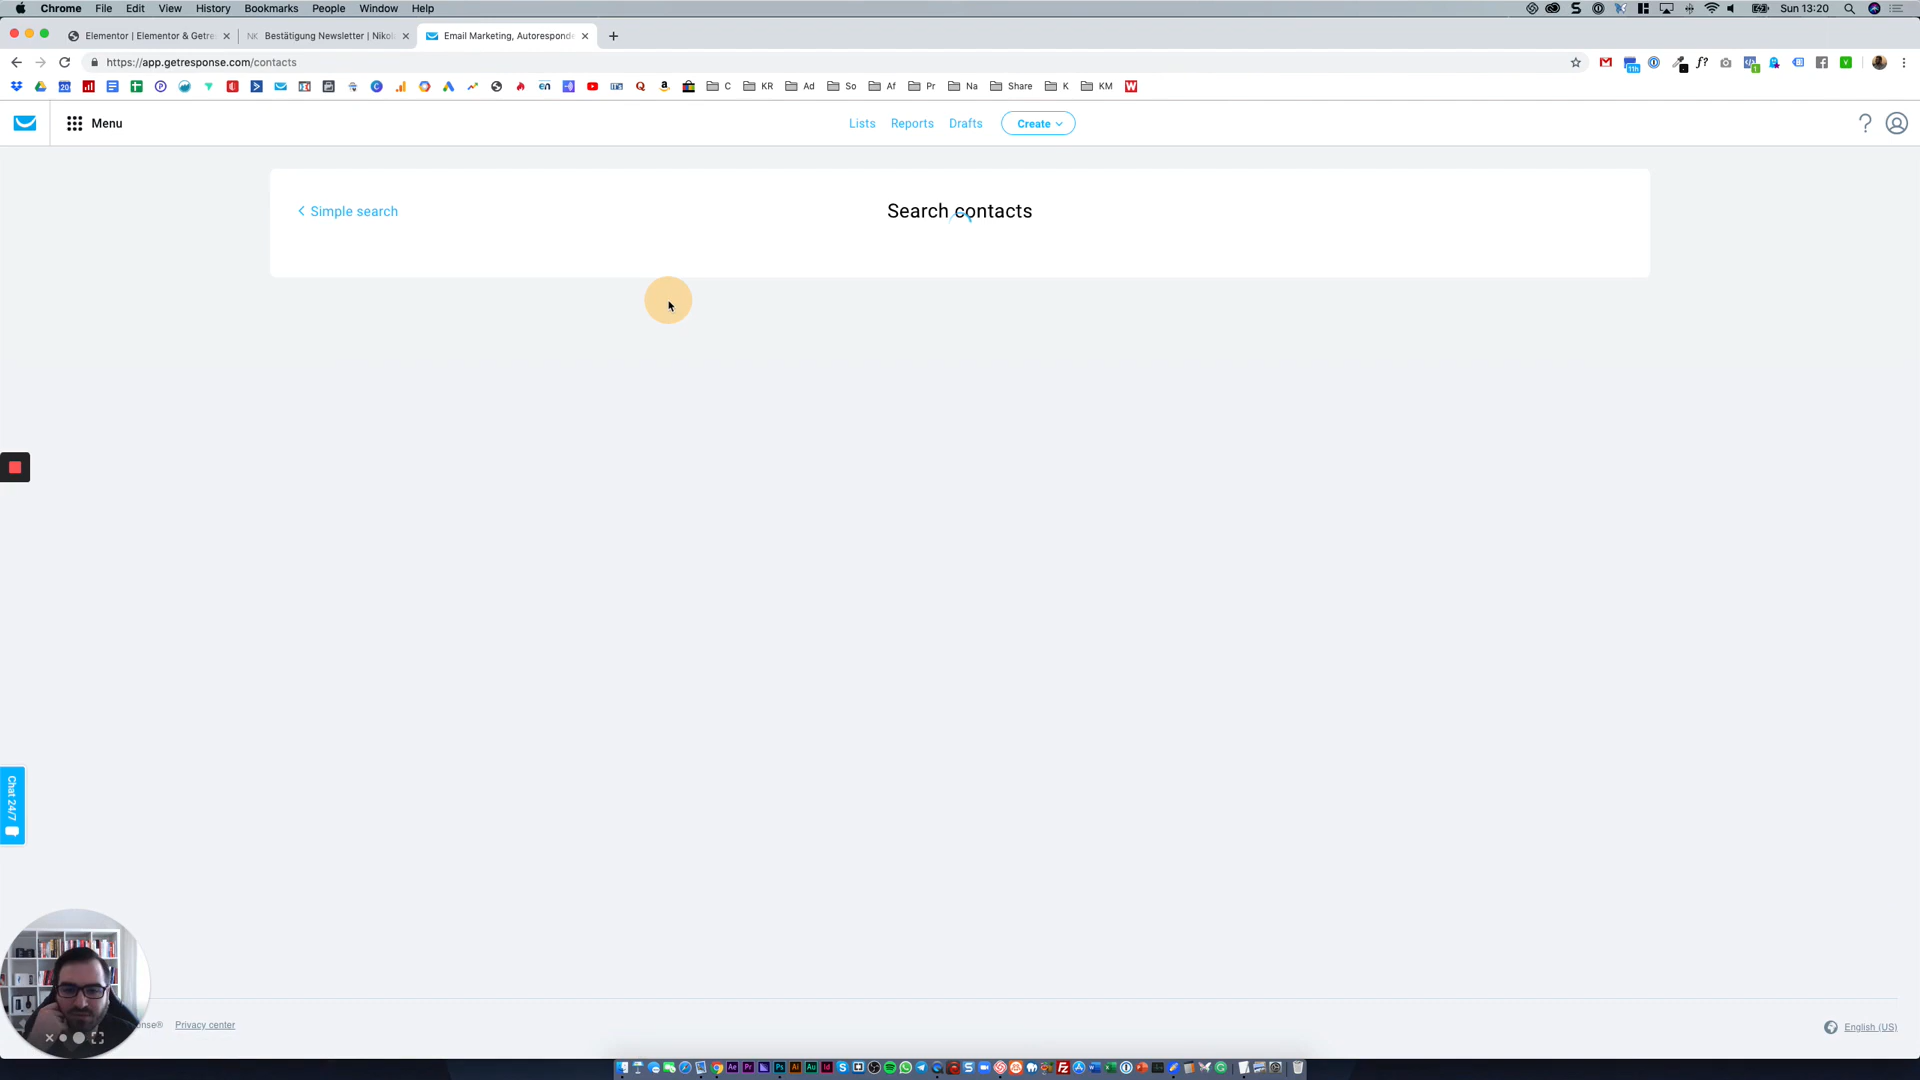 Chrome File Edit View History Bookmarks People Window Help Sun 13:20
Elementor | Elementor & Getre Bestätigung Newsletter | Niko Email Marketing, Autoresponde
https://app.getresponse.com/contacts
C KR Ad So Af Pr Na Share K KM
Menu Lists Reports Drafts Create
Simple search Search contacts
Chat 24/7
onse® Privacy center English (US)